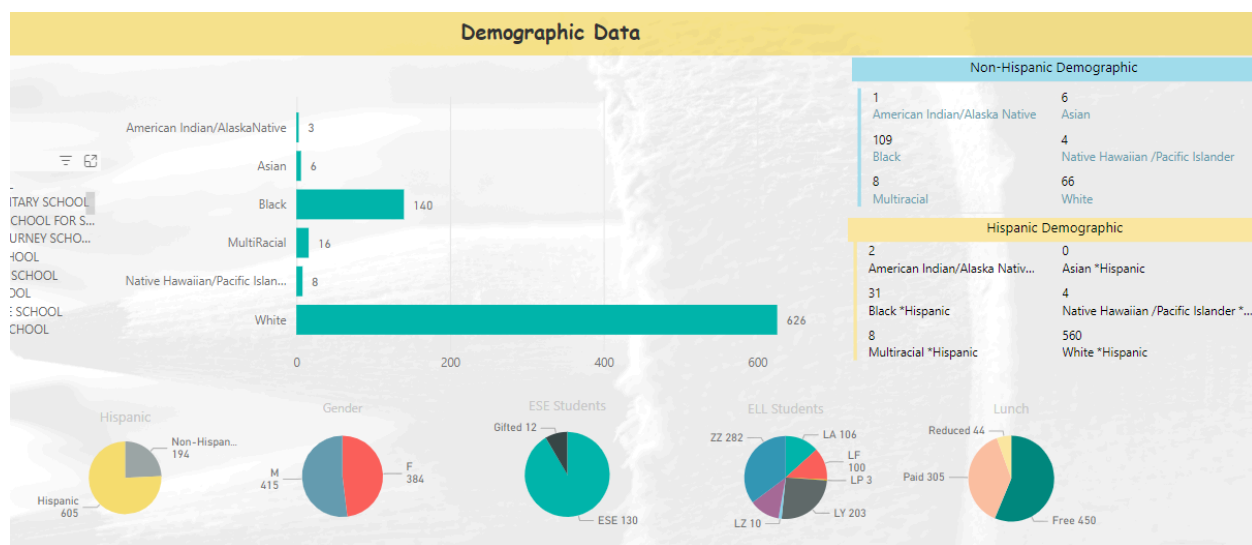 Demographic Data
Non-Hispanic Demographic
1
American Indian/Alaska Native
6
Asian
109
Black
4
Native Hawaiian /Pacific Islander
8
Multiracial
66
White
Hispanic Demographic
2
American Indian/Alaska Nativ...
0
Asian *Hispanic
31
Black *Hispanic
4
Native Hawaiian /Pacific Islander *...
8
Multiracial *Hispanic
560
White *Hispanic
American Indian/AlaskaNative 3
Asian 6
Black 140
MultiRacial 16
Native Hawaiian/Pacific Islan... 8
White 626
0 200 400 600
ITARY SCHOOL
CHOOL FOR S...
URNEY SCHO...
HOOL
SCHOOL
OOL
E SCHOOL
SCHOOL
Hispanic
Non-Hispan...
194
Hispanic
605
Gender
M
415
F
384
ESE Students
Gifted 12
ESE 130
ELL Students
ZZ 282
LA 106
LF
100
LP 3
LY 203
LZ 10
Lunch
Reduced 44
Paid 305
Free 450